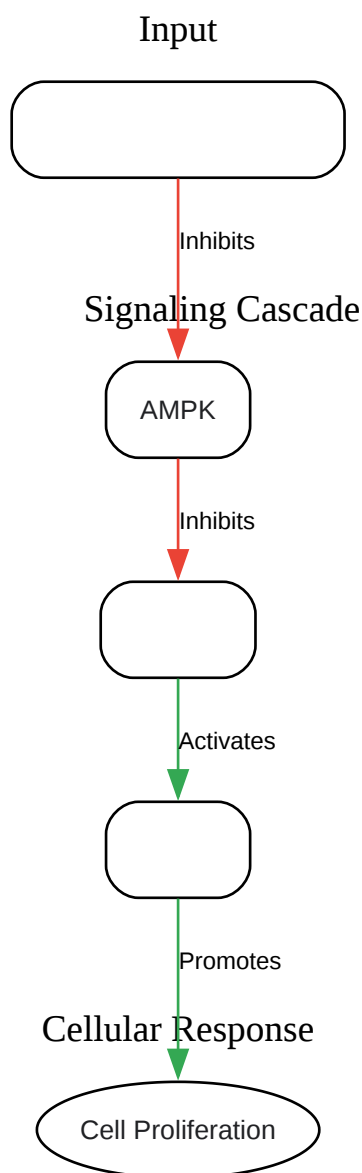 Input
Inhibits
Signaling Cascade
AMPK
Inhibits
Activates
Promotes
Cellular Response
Cell Proliferation